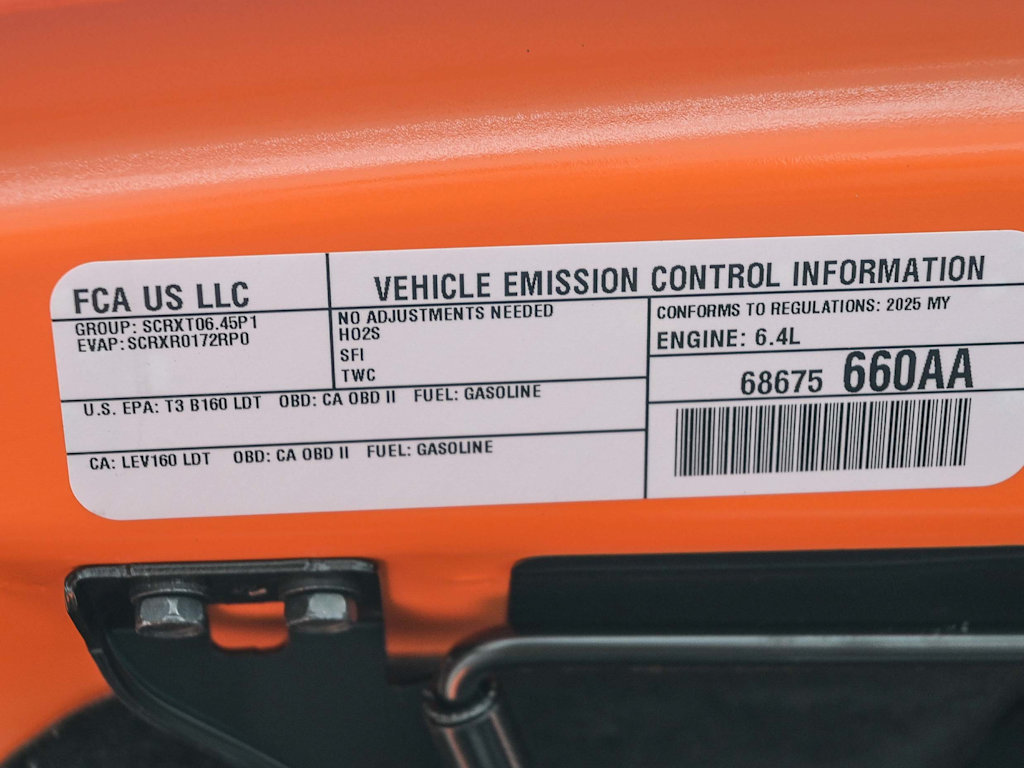 FCA US LLC
VEHICLE EMISSION CONTROL INFORMATION
GROUP: SCRXT06.45P1
EVAP: SCRXR0172RP0
NO ADJUSTMENTS NEEDED
HO2S
SFI
TWC
CONFORMS TO REGULATIONS: 2025 MY
ENGINE: 6.4L
68675 660AA
U.S. EPA: T3 B160 LDT OBD: CA OBD II FUEL: GASOLINE
CA: LEV160 LDT OBD: CA OBD II FUEL: GASOLINE